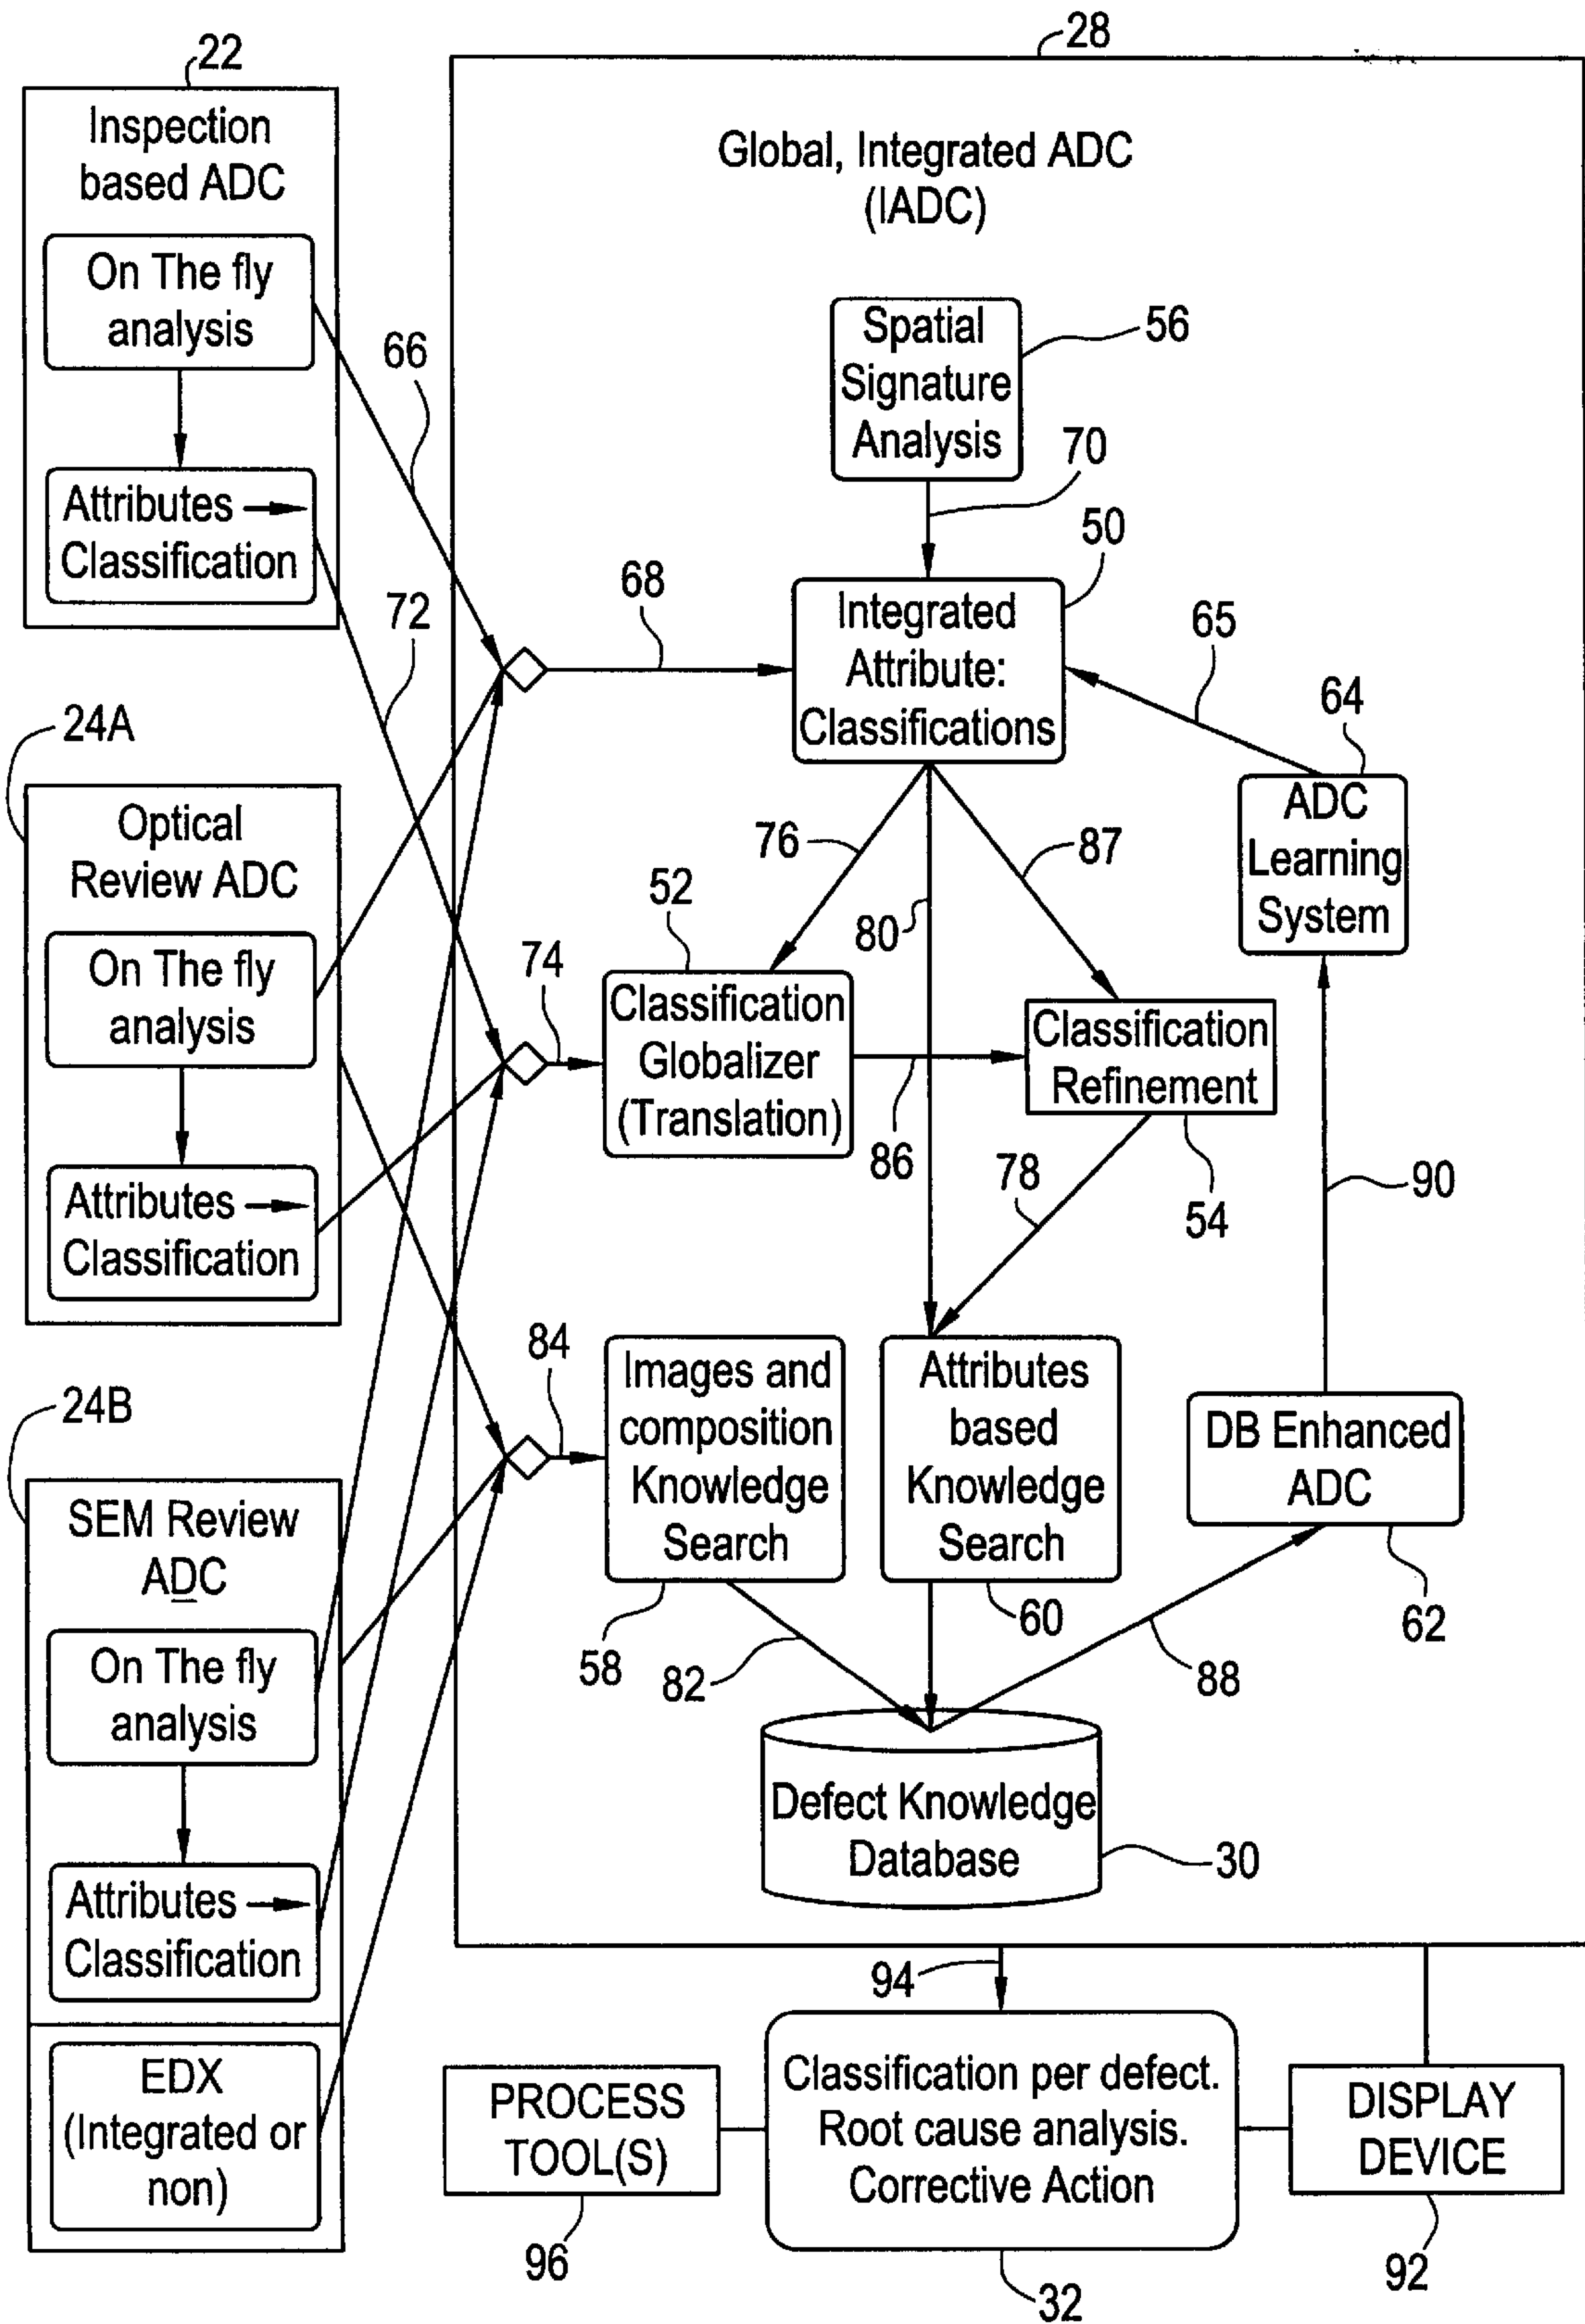 28
22
Inspection
based ADC
On The fly
analysis
Attributes
Classification
66
72
Global, Integrated ADC
(IADC)
Spatial
Signature
Analysis
56
70
50
68
Integrated
Attribute:
Classifications
65
64
ADC
Learning
System
24A
Optical
Review ADC
On The fly
analysis
Attributes
Classification
76
87
80
52
74
Classification
Globalizer
(Translation)
86
Classification
Refinement
78
54
90
24B
SEM Review
ADC
On The fly
analysis
Attributes
Classification
EDX
(Integrated or
non)
84
Images and
composition
Knowledge
Search
58
82
Attributes
based
Knowledge
Search
60
DB Enhanced
ADC
62
88
Defect Knowledge
Database
30
94
PROCESS
TOOL(S)
96
Classification per defect.
Root cause analysis.
Corrective Action
32
DISPLAY
DEVICE
92